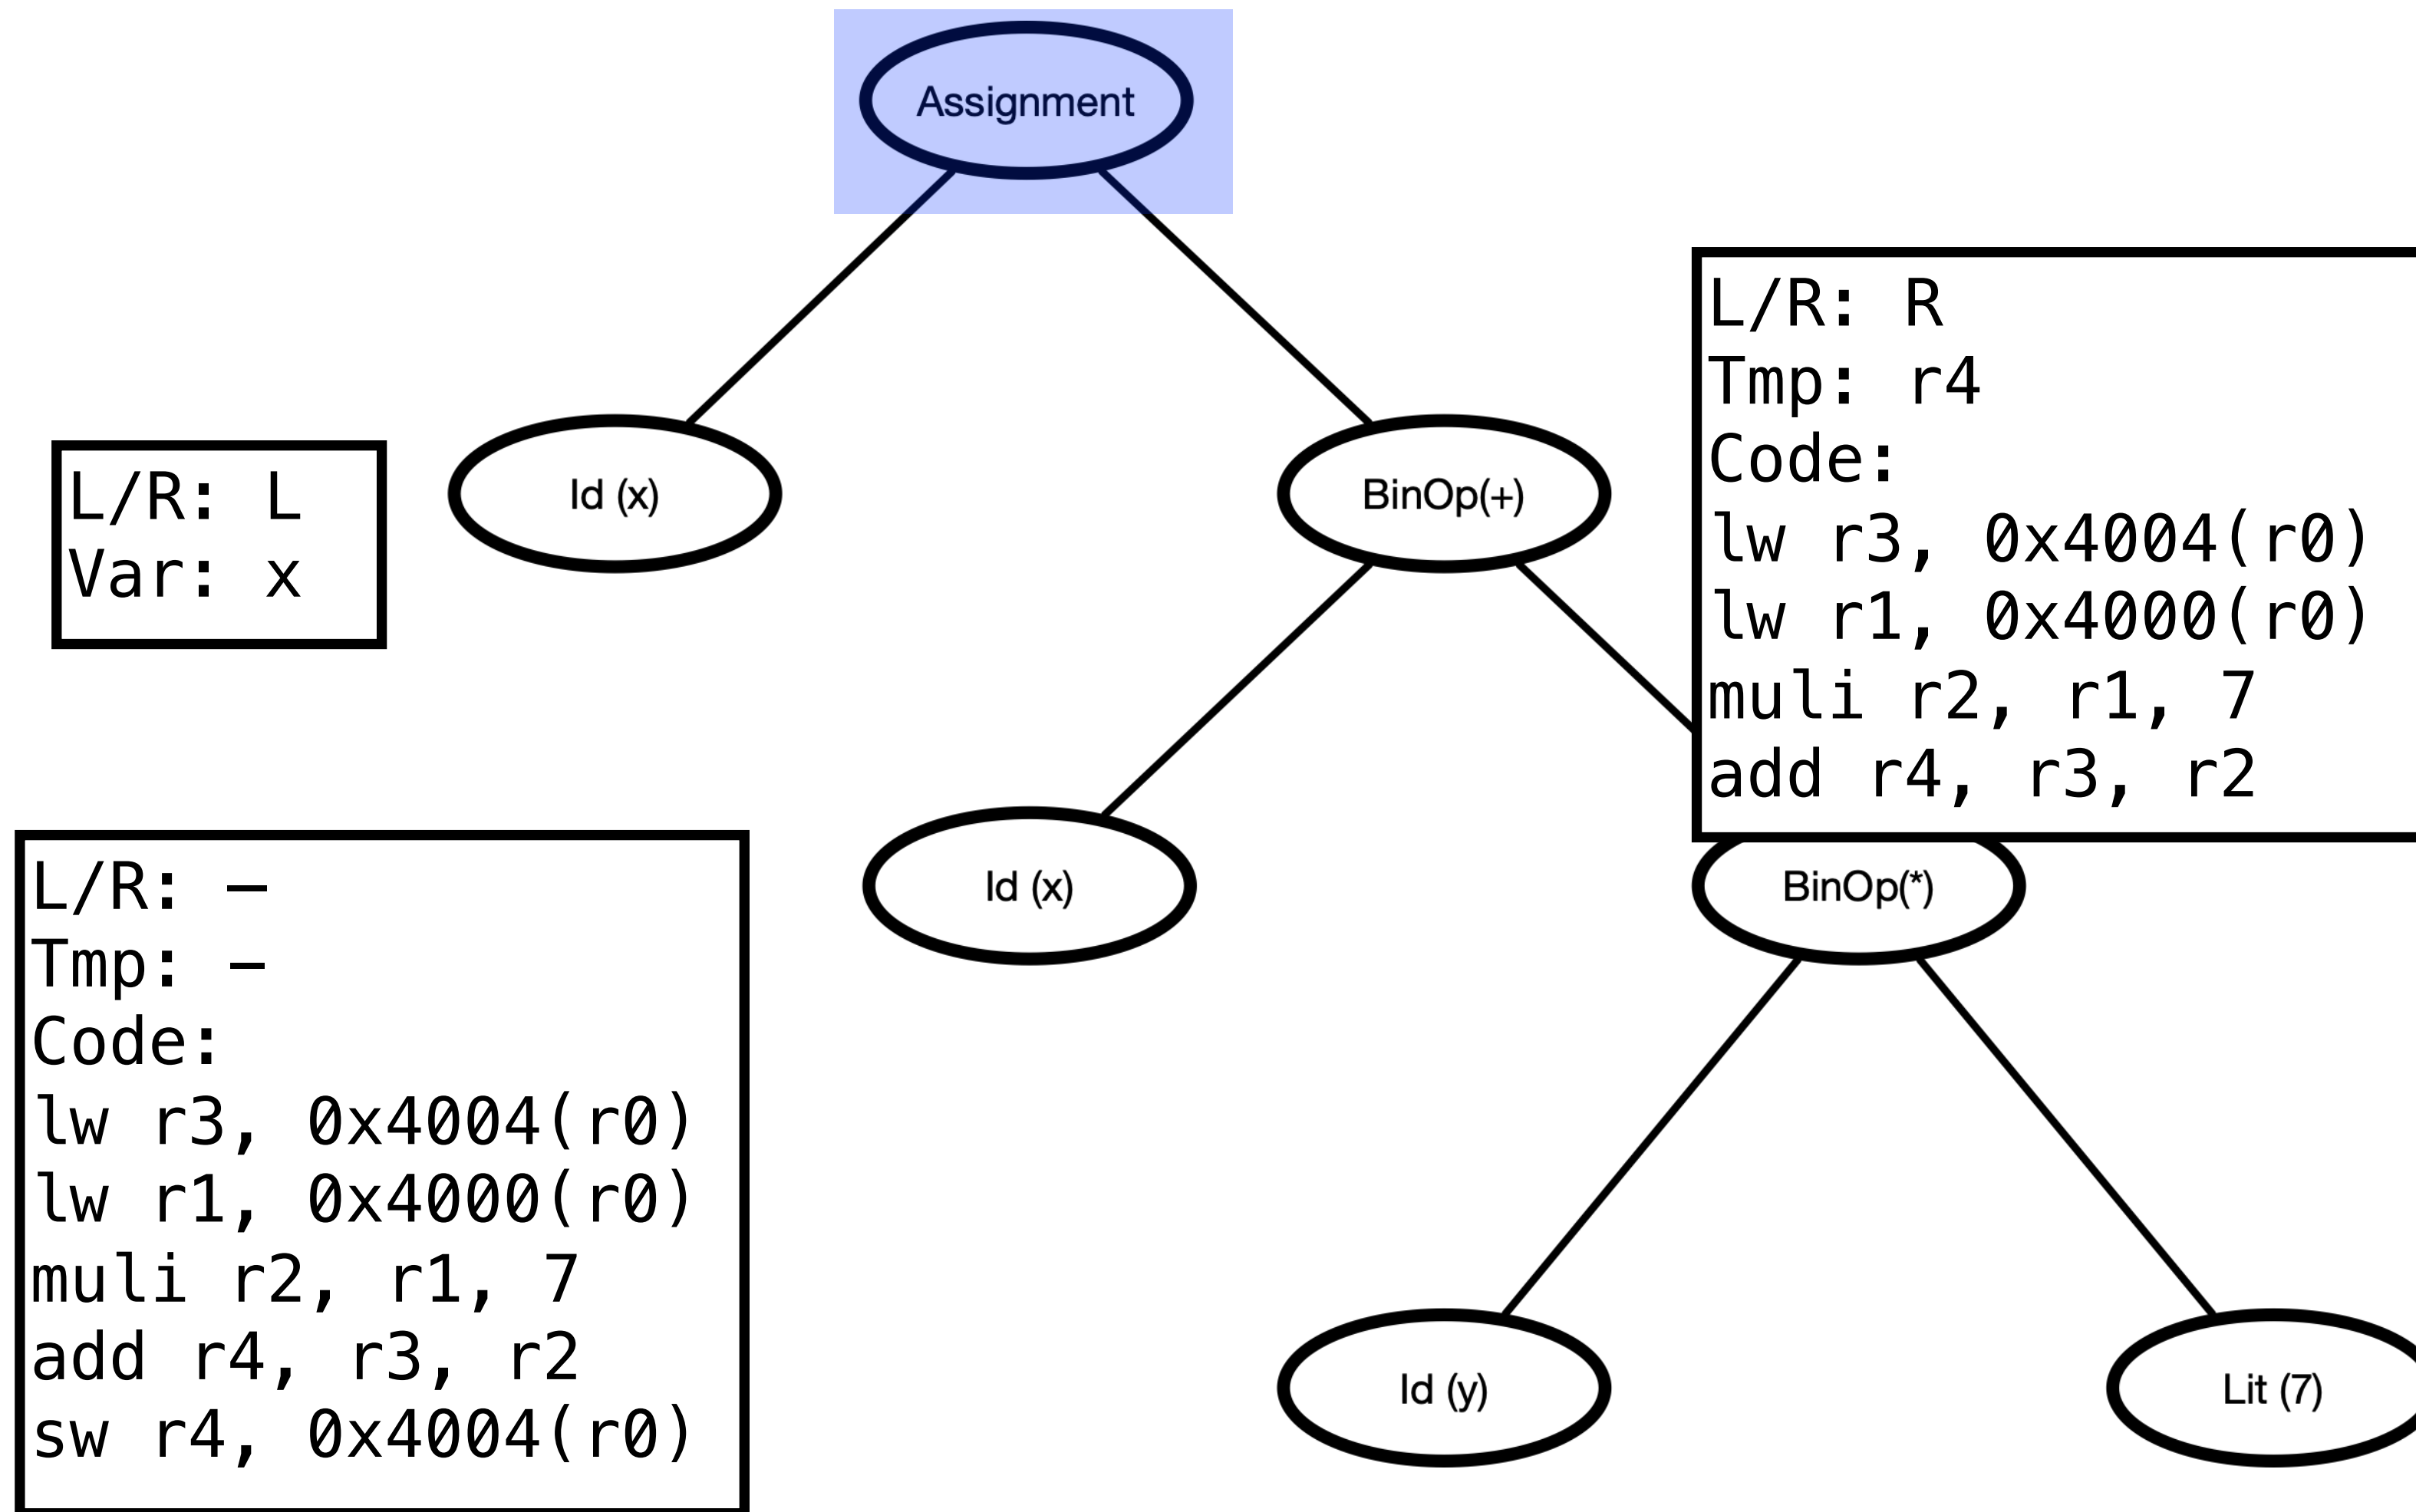 Assignment
L/R: L
Var: x
Id (x)
BinOp(+)
L/R: R
Tmp: r4
Code:
lw r3, 0x4004(r0)
lw r1, 0x4000(r0)
muli r2, r1, 7
add r4, r3, r2
L/R: –
Tmp: –
Code:
lw r3, 0x4004(r0)
lw r1, 0x4000(r0)
muli r2, r1, 7
add r4, r3, r2
sw r4, 0x4004(r0)
Id (x)
BinOp(*)
Id (y)
Lit (7)